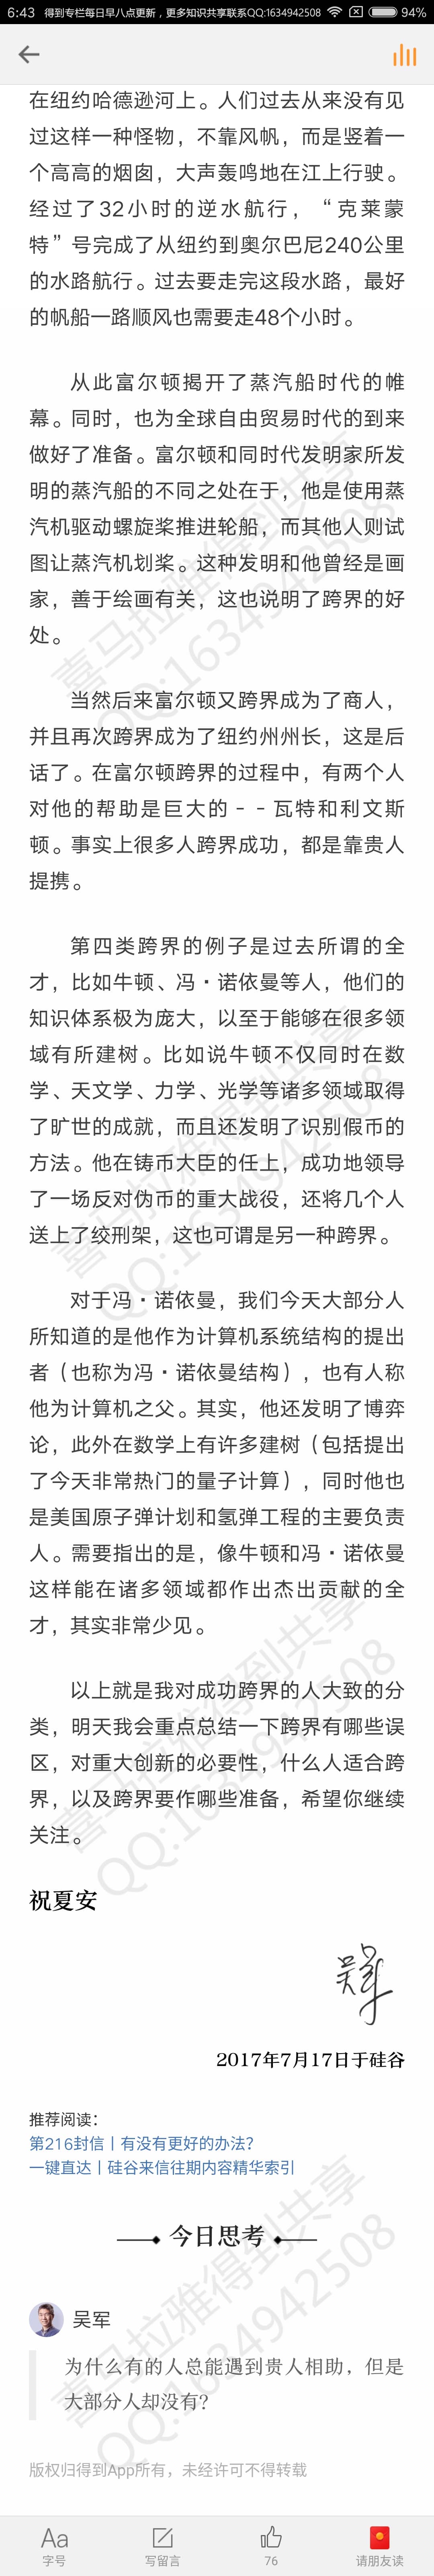 6:43 得到专栏每日早八点更新，更多知识共享联系QQ:1634942508 94%
在纽约哈德逊河上。人们过去从来没有见
过这样一种怪物，不靠风帆，而是竖着一
个高高的烟囱，大声轰鸣地在江上行驶。
经过了32小时的逆水航行，“克莱蒙
特”号完成了从纽约到奥尔巴尼240公里
的水路航行。过去要走完这段水路，最好
的帆船一路顺风也需要走48个小时。
从此富尔顿揭开了蒸汽船时代的帷
幕。同时，也为全球自由贸易时代的到来
做好了准备。富尔顿和同时代发明家所发
明的蒸汽船的不同之处在于，他是使用蒸
汽机驱动螺旋桨推进轮船，而其他人则试
图让蒸汽机划桨。这种发明和他曾经是画
家，善于绘画有关，这也说明了跨界的好
处。
当然后来富尔顿又跨界成为了商人，
并且再次跨界成为了纽约州州长，这是后
话了。在富尔顿跨界的过程中，有两个人
对他的帮助是巨大的--瓦特和利文斯
顿。事实上很多人跨界成功，都是靠贵人
提携。
第四类跨界的例子是过去所谓的全
才，比如牛顿、冯·诺依曼等人，他们的
知识体系极为庞大，以至于能够在很多领
域有所建树。比如说牛顿不仅同时在数
学、天文学、力学、光学等诸多领域取得
了旷世的成就，而且还发明了识别假币的
方法。他在铸币大臣的任上，成功地领导
了一场反对伪币的重大战役，还将几个人
送上了绞刑架，这也可谓是另一种跨界。
对于冯·诺依曼，我们今天大部分人
所知道的是他作为计算机系统结构的提出
者（也称为冯·诺依曼结构），也有人称
他为计算机之父。其实，他还发明了博弈
论，此外在数学上有许多建树（包括提出
了今天非常热门的量子计算），同时他也
是美国原子弹计划和氢弹工程的主要负责
人。需要指出的是，像牛顿和冯·诺依曼
这样能在诸多领域都作出杰出贡献的全
才，其实非常少见。
以上就是我对成功跨界的人大致的分
类，明天我会重点总结一下跨界有哪些误
区，对重大创新的必要性，什么人适合跨
界，以及跨界要作哪些准备，希望你继续
关注。
祝夏安
吴军
2017年7月17日于硅谷
推荐阅读：
第216封信丨有没有更好的办法？
一键直达丨硅谷来信往期内容精华索引
今日思考
吴军
为什么有的人总能遇到贵人相助，但是
大部分人却没有？
版权归得到App所有，未经许可不得转载
Aa
字号 写留言 76 请朋友读
喜马拉雅得到共享
QQ:1634942508
喜马拉雅得到共享
QQ:1634942508
喜马拉雅得到共享
QQ:1634942508
喜马拉雅得到共享
QQ:1634942508